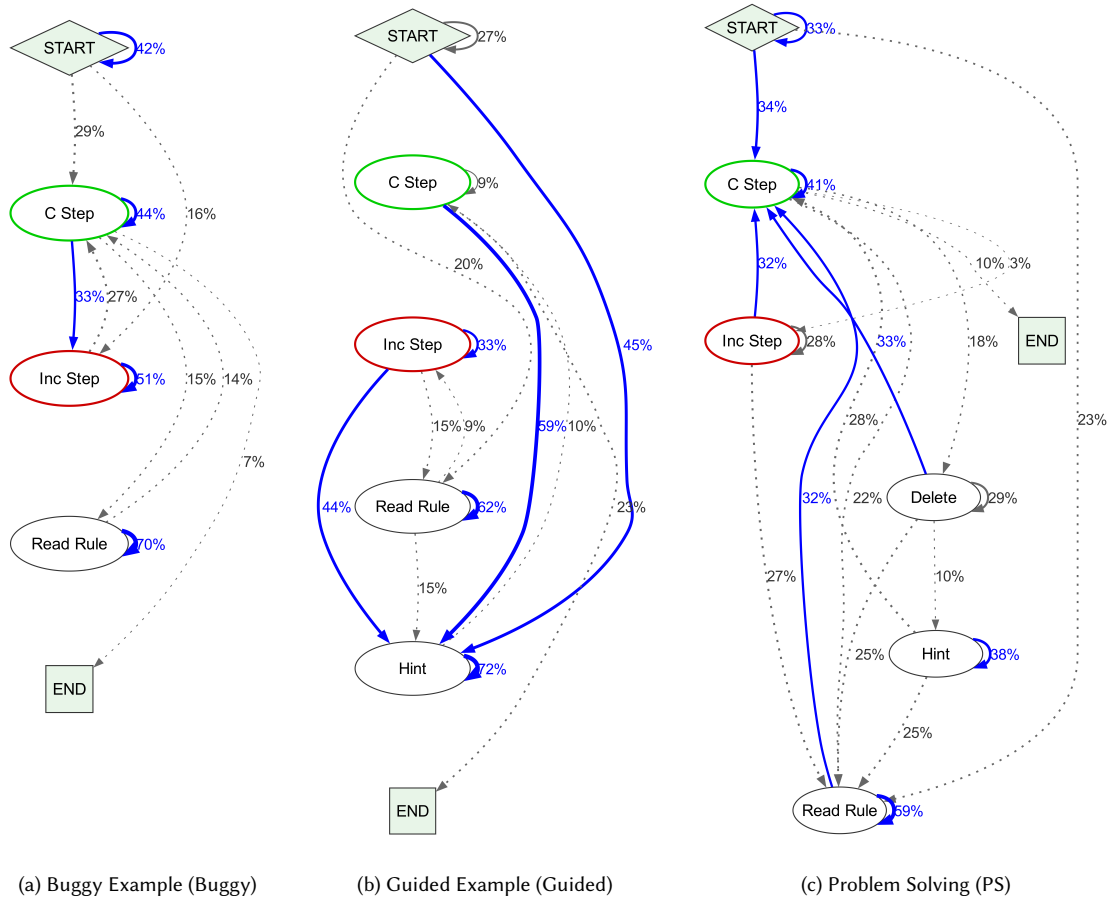 START
42%
29%
16%
C Step
44%
33%
27%
Inc Step
51%
15%
14%
7%
Read Rule
70%
END
(a) Buggy Example (Buggy)
START
27%
C Step
9%
20%
Inc Step
33%
45%
15%
9%
59%
10%
44%
Read Rule
62%
23%
15%
Hint
72%
END
(b) Guided Example (Guided)
START
33%
34%
C Step
41%
32%
10%
3%
Inc Step
28%
33%
18%
END
28%
23%
32%
22%
Delete
29%
27%
10%
25%
Hint
38%
25%
Read Rule
59%
(c) Problem Solving (PS)